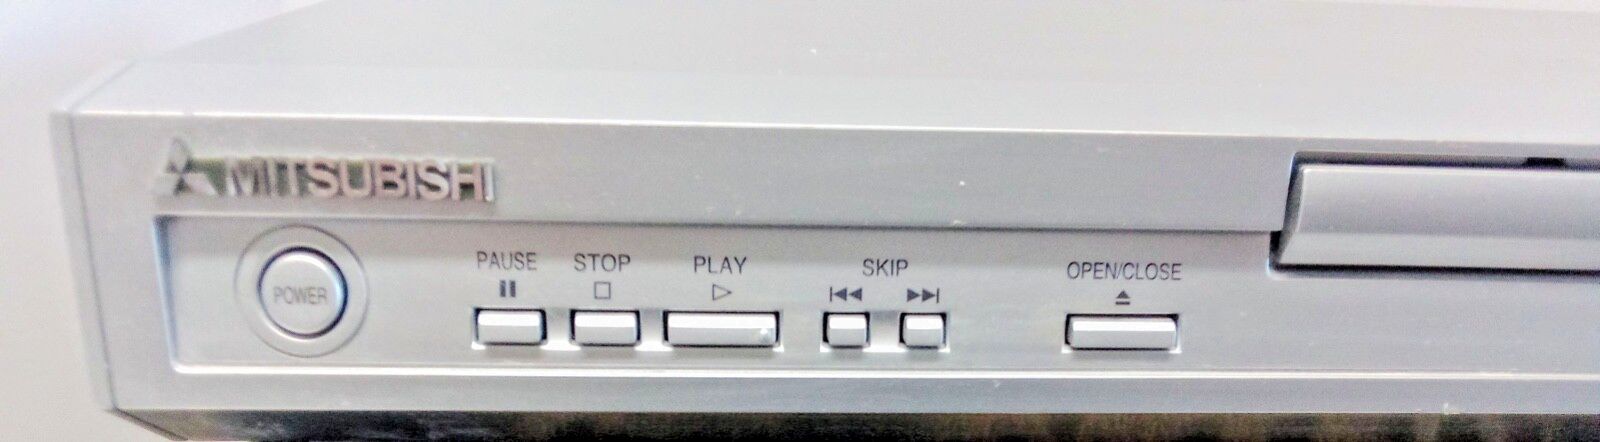 MITSUBISHI
POWER
PAUSE
STOP
PLAY
SKIP
OPEN/CLOSE